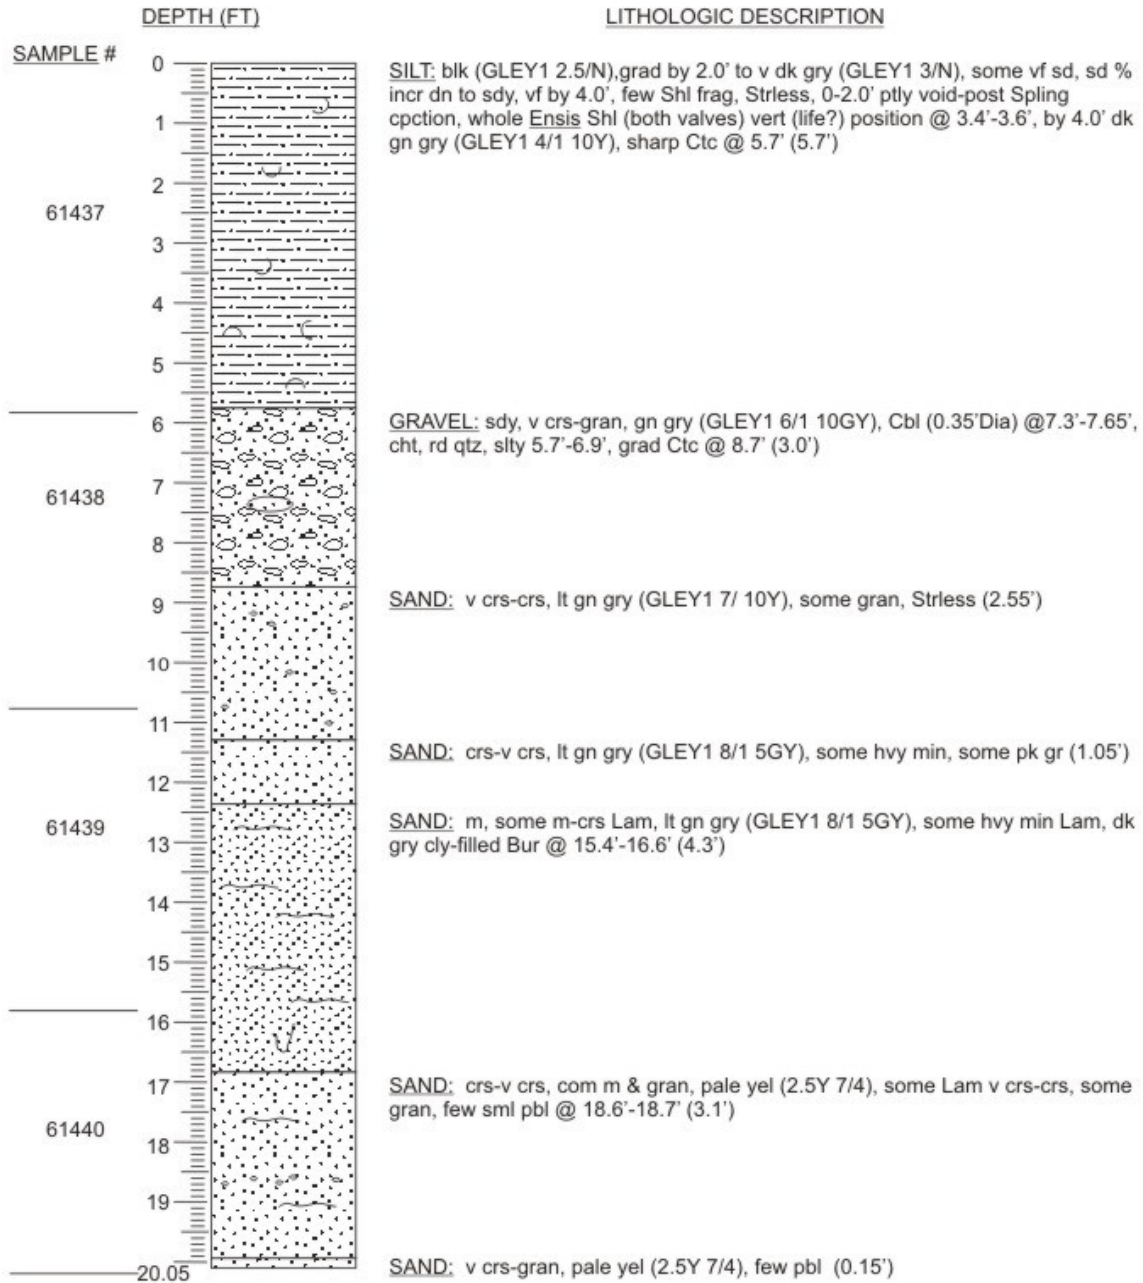 DEPTH (FT)
LITHOLOGIC DESCRIPTION
SAMPLE #
0
SILT: blk (GLEY1 2.5/N),grad by 2.0' to v dk gry (GLEY1 3/N), some vf sd, sd %
incr dn to sdy, vf by 4.0', few Shl frag, Strless, 0-2.0' ptly void-post Spling
cpction, whole Ensis Shl (both valves) vert (life?) position @ 3.4'-3.6', by 4.0' dk
gn gry (GLEY1 4/1 10Y), sharp Ctc @ 5.7' (5.7')
1
2
61437
3
4
5
6
GRAVEL: sdy, v crs-gran, gn gry (GLEY1 6/1 10GY), Cbl (0.35'Dia) @7.3'-7.65',
cht, rd qtz, slty 5.7'-6.9', grad Ctc @ 8.7' (3.0')
7
61438
8
9
SAND: v crs-crs, lt gn gry (GLEY1 7/ 10Y), some gran, Strless (2.55')
10
11
SAND: crs-v crs, lt gn gry (GLEY1 8/1 5GY), some hvy min, some pk gr (1.05')
12
61439
SAND: m, some m-crs Lam, lt gn gry (GLEY1 8/1 5GY), some hvy min Lam, dk
gry cly-filled Bur @ 15.4'-16.6' (4.3')
13
14
15
16
17
SAND: crs-v crs, com m & gran, pale yel (2.5Y 7/4), some Lam v crs-crs, some
gran, few sml pbl @ 18.6'-18.7' (3.1')
61440
18
19
20.05
SAND: v crs-gran, pale yel (2.5Y 7/4), few pbl (0.15')